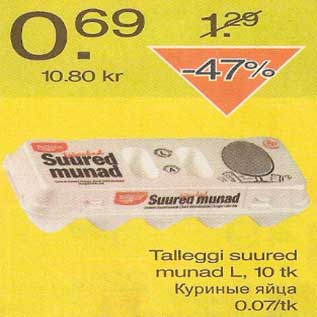 0.69
1.29
10.80 kr
-47%
Suured
munad
Suured munad
Talleggi suured
munad L, 10 tk
Куриные яйца
0.07/tk